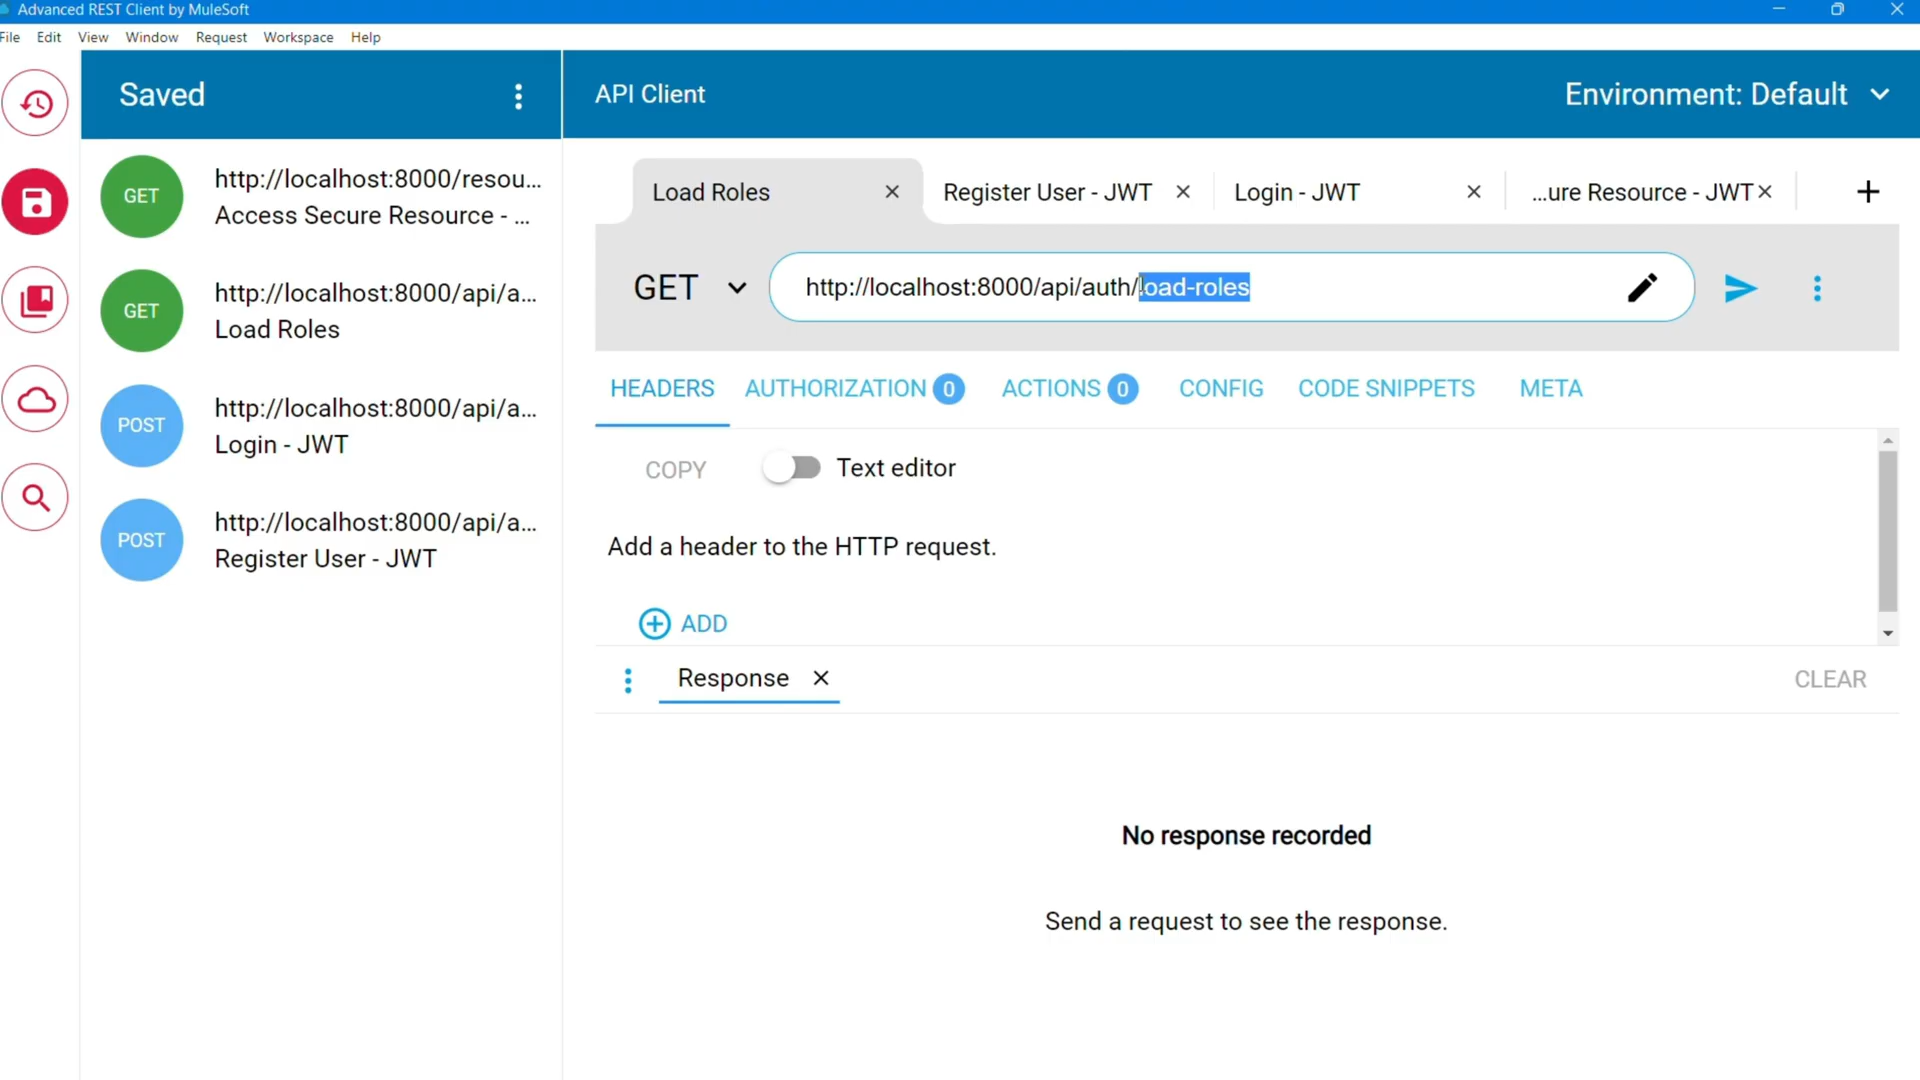 Advanced REST Client by MuleSoft
File Edit View Window Request Workspace Help
Saved
API Client
Environment: Default
GET
http://localhost:8000/resou...
Access Secure Resource - ...
GET
http://localhost:8000/api/a...
Load Roles
POST
http://localhost:8000/api/a...
Login - JWT
POST
http://localhost:8000/api/a...
Register User - JWT
Load Roles
Register User - JWT
Login - JWT
...ure Resource - JWT
GET
http://localhost:8000/api/auth/load-roles
HEADERS
AUTHORIZATION 0
ACTIONS 0
CONFIG
CODE SNIPPETS
META
COPY
Text editor
Add a header to the HTTP request.
ADD
Response
CLEAR
No response recorded
Send a request to see the response.